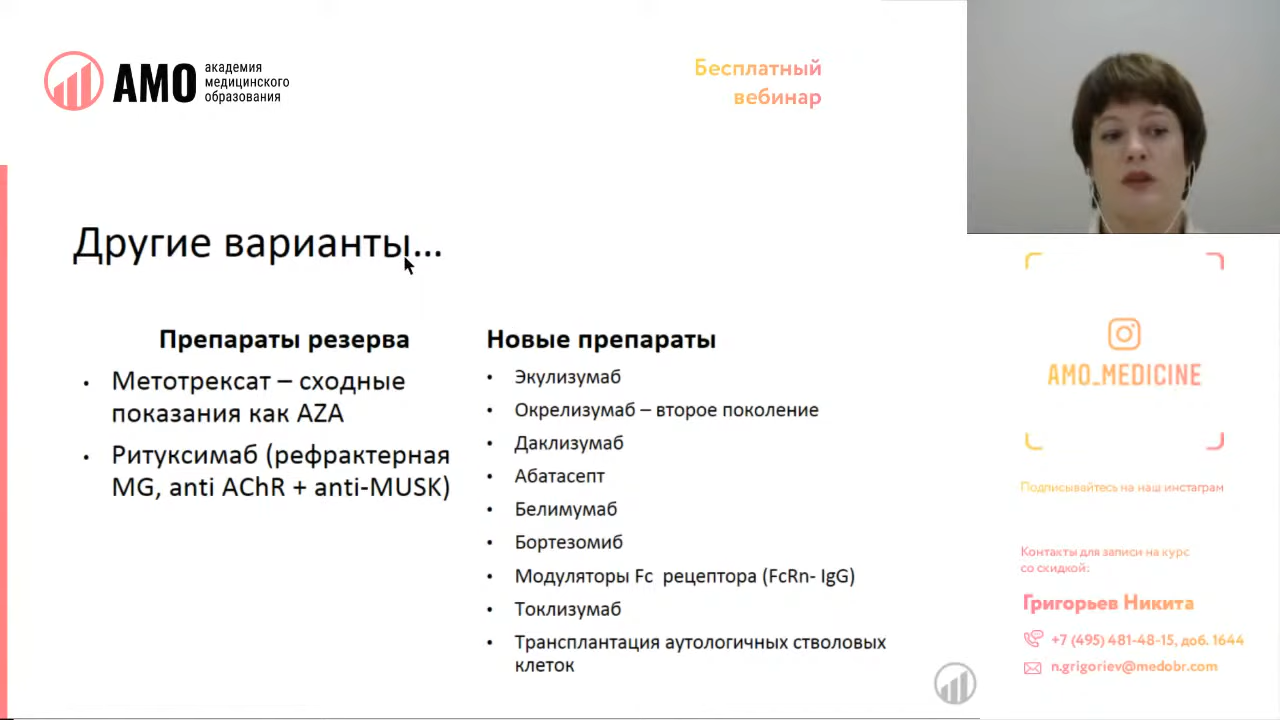 АМО
академия
медицинского
образования
Бесплатный
вебинар
Другие варианты...
Препараты резерва
• Метотрексат – сходные
показания как AZA
• Ритуксимаб (рефрактерная
MG, anti AChR + anti-MUSK)
Новые препараты
• Экулизумаб
• Окрелизумаб – второе поколение
• Даклизумаб
• Абатасепт
• Белимумаб
• Бортезомиб
• Модуляторы Fc рецептора (FcRn- IgG)
• Токлизумаб
• Трансплантация аутологичных стволовых
клеток
AMO_MEDICINE
Подписывайтесь на наш инстаграм
Контакты для записи на курс
со скидкой:
Григорьев Никита
+7 (495) 481-48-15, доб. 1644
n.grigoriev@medobr.com